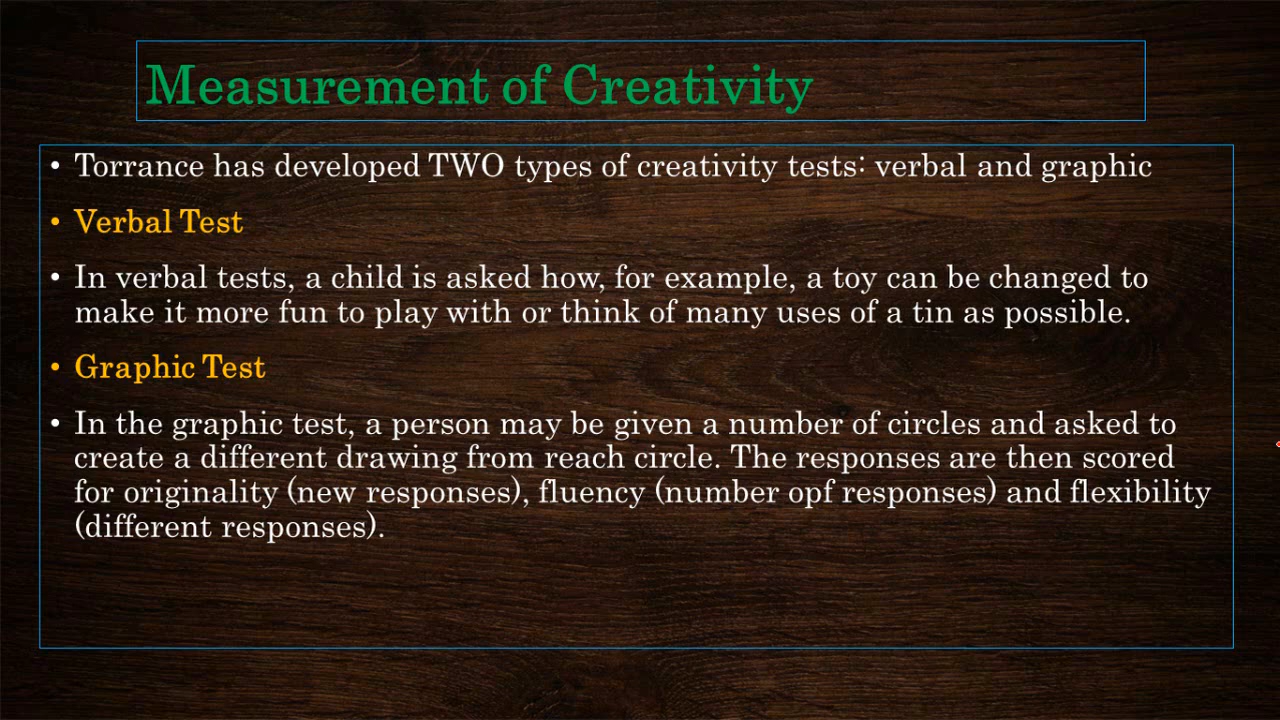 Measurement of Creativity
• Torrance has developed TWO types of creativity tests: verbal and graphic
• Verbal Test
• In verbal tests, a child is asked how, for example, a toy can be changed to
make it more fun to play with or think of many uses of a tin as possible.
• Graphic Test
• In the graphic test, a person may be given a number of circles and asked to
create a different drawing from reach circle. The responses are then scored
for originality (new responses), fluency (number opf responses) and flexibility
(different responses).